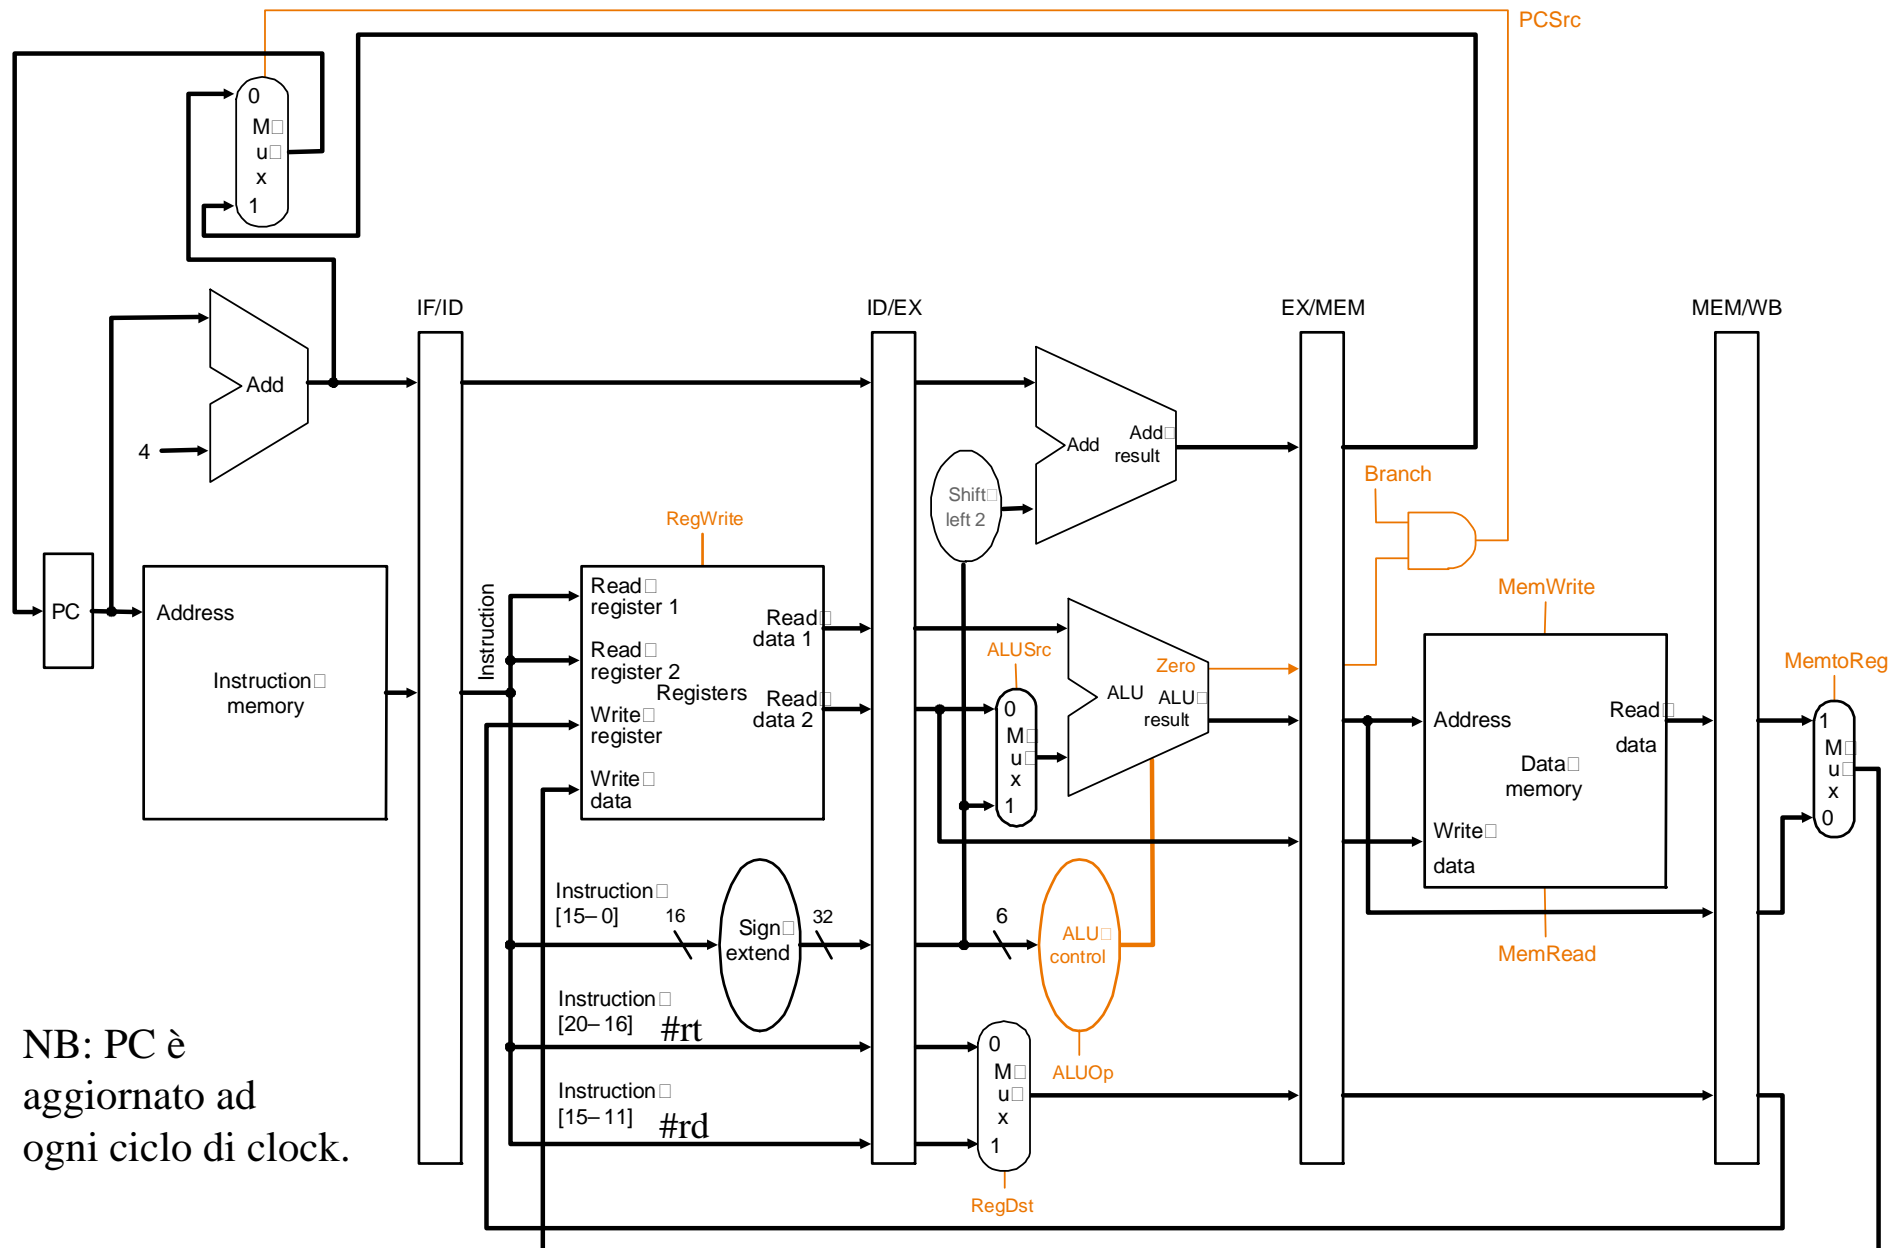 PCSrc
0
M
u
x
1
IF/ID
ID/EX
EX/MEM
MEM/WB
Add
4
Add
Add
result
Shift
left 2
Branch
RegWrite
PC
Address
Instruction
memory
Instruction
Read
register 1
Read
register 2
Write
register
Write
data
Registers
Read
data 1
Read
data 2
ALUSrc
0
M
u
x
1
Zero
ALU
ALU
result
MemWrite
Address
Read
data
Data
memory
Write
data
MemRead
MemtoReg
1
M
u
x
0
Instruction
[15–0]
16
Sign
extend
32
6
ALU
control
ALUOp
Instruction
[20–16]
#rt
Instruction
[15–11]
#rd
0
M
u
x
1
RegDst
NB: PC è
aggiornato ad
ogni ciclo di clock.